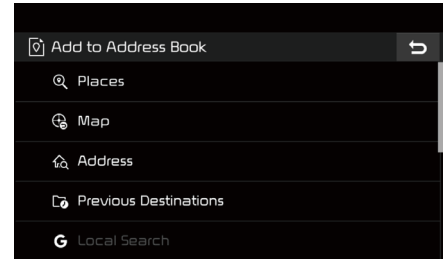 Add to Address Book
Places
Map
Address
Previous Destinations
G Local Search